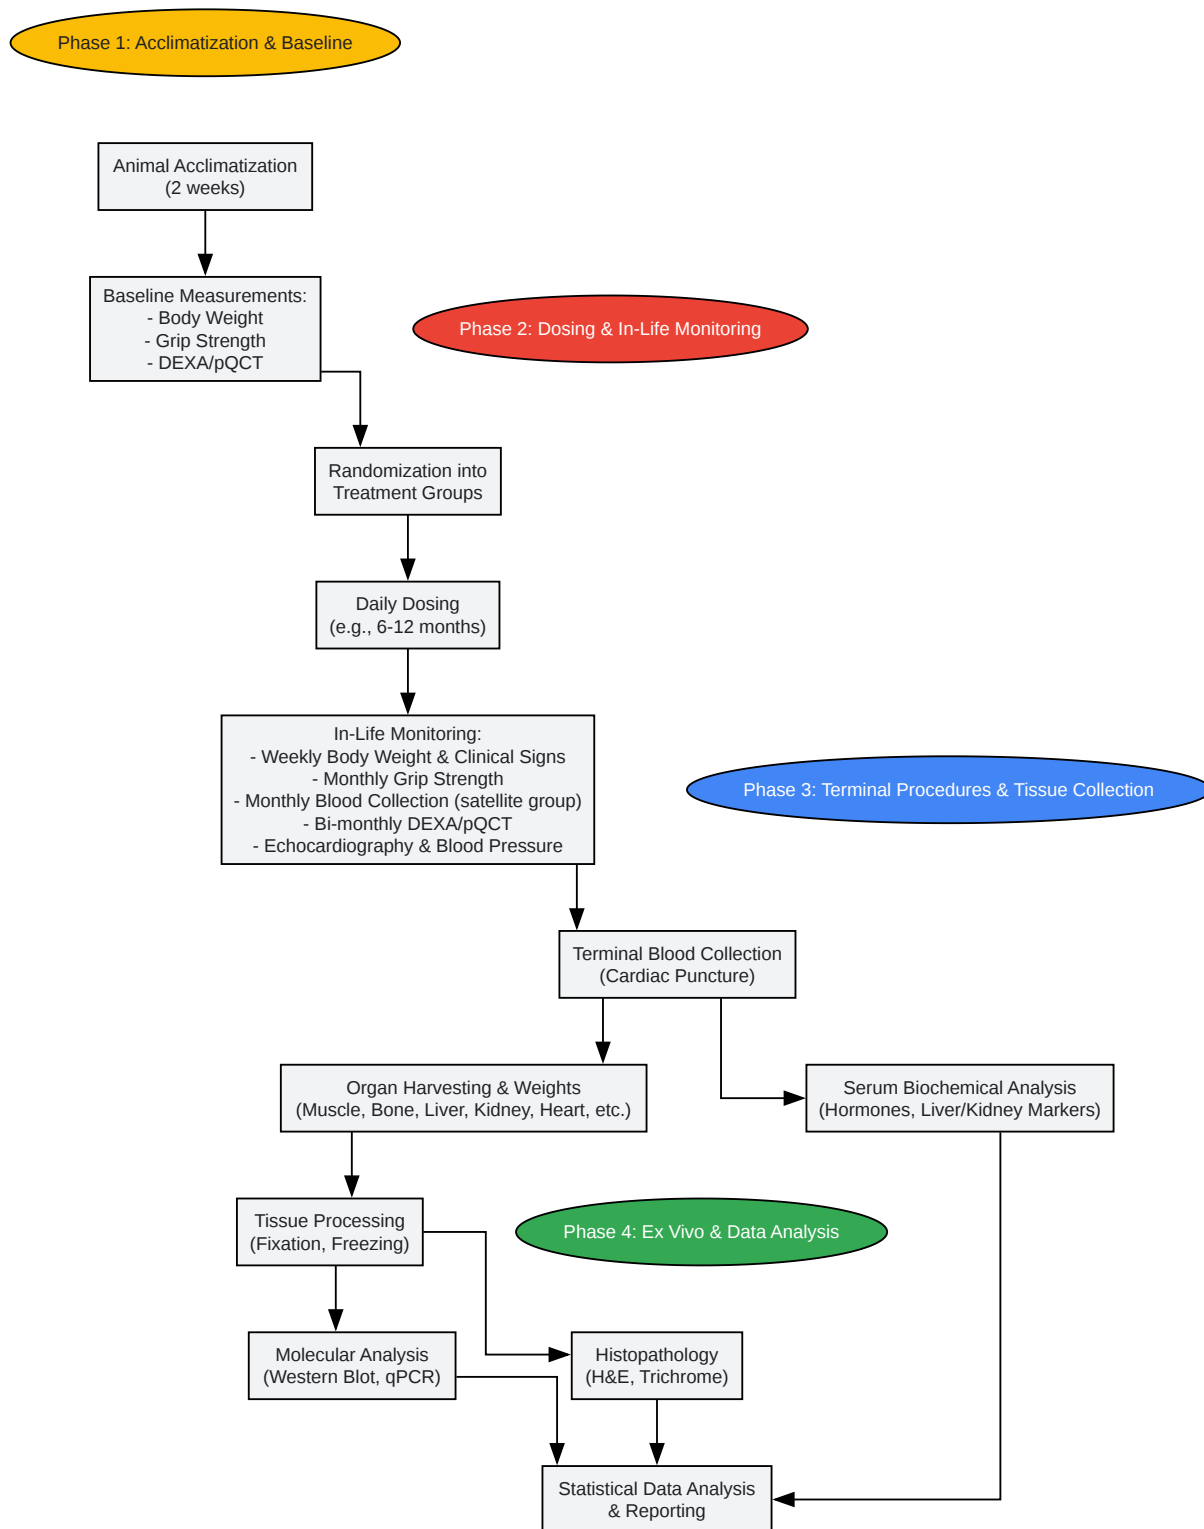 Phase 1: Acclimatization & Baseline
Animal Acclimatization
(2 weeks)
Baseline Measurements:
- Body Weight
- Grip Strength
- DEXA/pQCT
Phase 2: Dosing & In-Life Monitoring
Randomization into
Treatment Groups
Daily Dosing
(e.g., 6-12 months)
In-Life Monitoring:
- Weekly Body Weight & Clinical Signs
- Monthly Grip Strength
- Monthly Blood Collection (satellite group)
- Bi-monthly DEXA/pQCT
- Echocardiography & Blood Pressure
Phase 3: Terminal Procedures & Tissue Collection
Terminal Blood Collection
(Cardiac Puncture)
Organ Harvesting & Weights
(Muscle, Bone, Liver, Kidney, Heart, etc.)
Serum Biochemical Analysis
(Hormones, Liver/Kidney Markers)
Tissue Processing
(Fixation, Freezing)
Phase 4: Ex Vivo & Data Analysis
Molecular Analysis
(Western Blot, qPCR)
Histopathology
(H&E, Trichrome)
Statistical Data Analysis
& Reporting